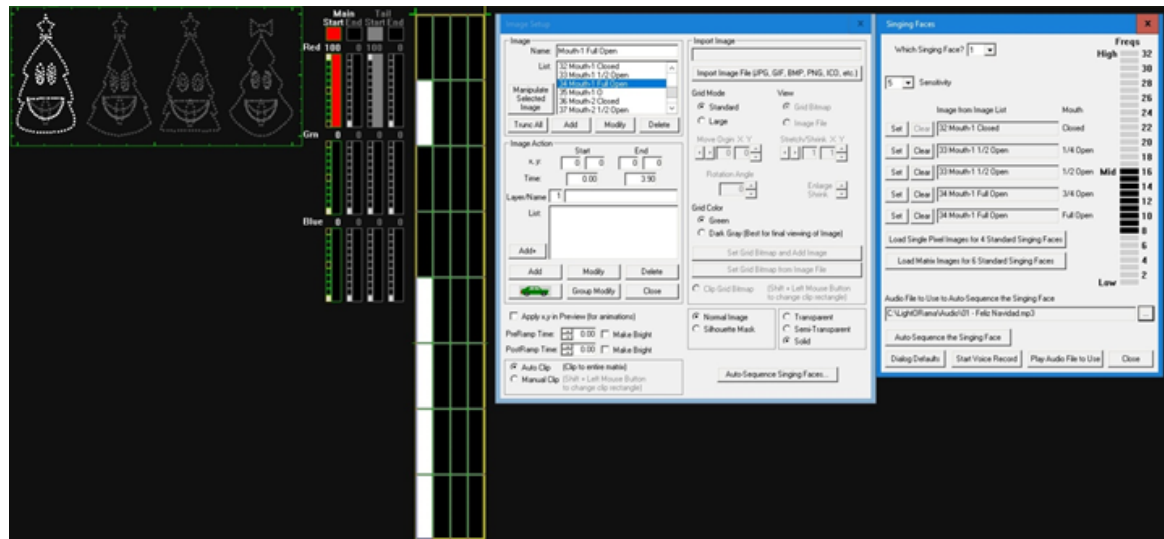 Main Tail
Start End Start End
Red 100 0 100 0
Grn 0 0 0 0
Blue 0 0 0 0
Image Setup
Image
Name: Mouth-1 Full Open
List: 32 Mouth-1 Closed
33 Mouth-1 1/2 Open
34 Mouth-1 Full Open
35 Mouth-1 O
36 Mouth-2 Closed
37 Mouth-2 1/2 Open
Manipulate
Selected
Image
Trunc All Add Modify Delete
Image Action
Start End
x, y: 0 0 0 0
Time: 0.00 3.90
Layer/Name 1
List:
Add+
Add Modify Delete
Group Modify Close
Apply x,y in Preview (for animations)
PreRamp Time: 0.00 Make Bright
PostRamp Time: 0.00 Make Bright
Auto Clip (Clip to entire matrix)
Manual Clip (Shift + Left Mouse Button
to change clip rectangle)
Import Image
Import Image File (JPG, GIF, BMP, PNG, ICO, etc.)
Grid Mode View
Standard Grid Bitmap
Large Image File
Move Origin X Y Stretch/Shrink X Y
0 0 1 1
Rotation Angle
0 Enlarge
Shrink
Grid Color
Green
Dark Gray (Best for final viewing of Image)
Set Grid Bitmap and Add Image
Set Grid Bitmap from Image File
Clip Grid Bitmap (Shift + Left Mouse Button
to change clip rectangle)
Normal Image Transparent
Silhouette Mask Semi-Transparent
Solid
Auto-Sequence Singing Faces...
Singing Faces
Which Singing Face? 1
5 Sensitivity
Image from Image List Mouth
Set Clear 32 Mouth-1 Closed Closed
Set Clear 33 Mouth-1 1/2 Open 1/4 Open
Set Clear 33 Mouth-1 1/2 Open 1/2 Open
Set Clear 34 Mouth-1 Full Open 3/4 Open
Set Clear 34 Mouth-1 Full Open Full Open
Load Single Pixel Images for 4 Standard Singing Faces
Load Matrix Images for 6 Standard Singing Faces
Audio File to Use to Auto-Sequence the Singing Face
C:\LightORama\Audio\01 - Feliz Navidad.mp3 ...
Auto-Sequence the Singing Face
Dialog Defaults Start Voice Record Play Audio File to Use Close
Freqs
High 32
30
28
26
24
22
20
18
Mid 16
14
12
10
8
6
4
2
Low